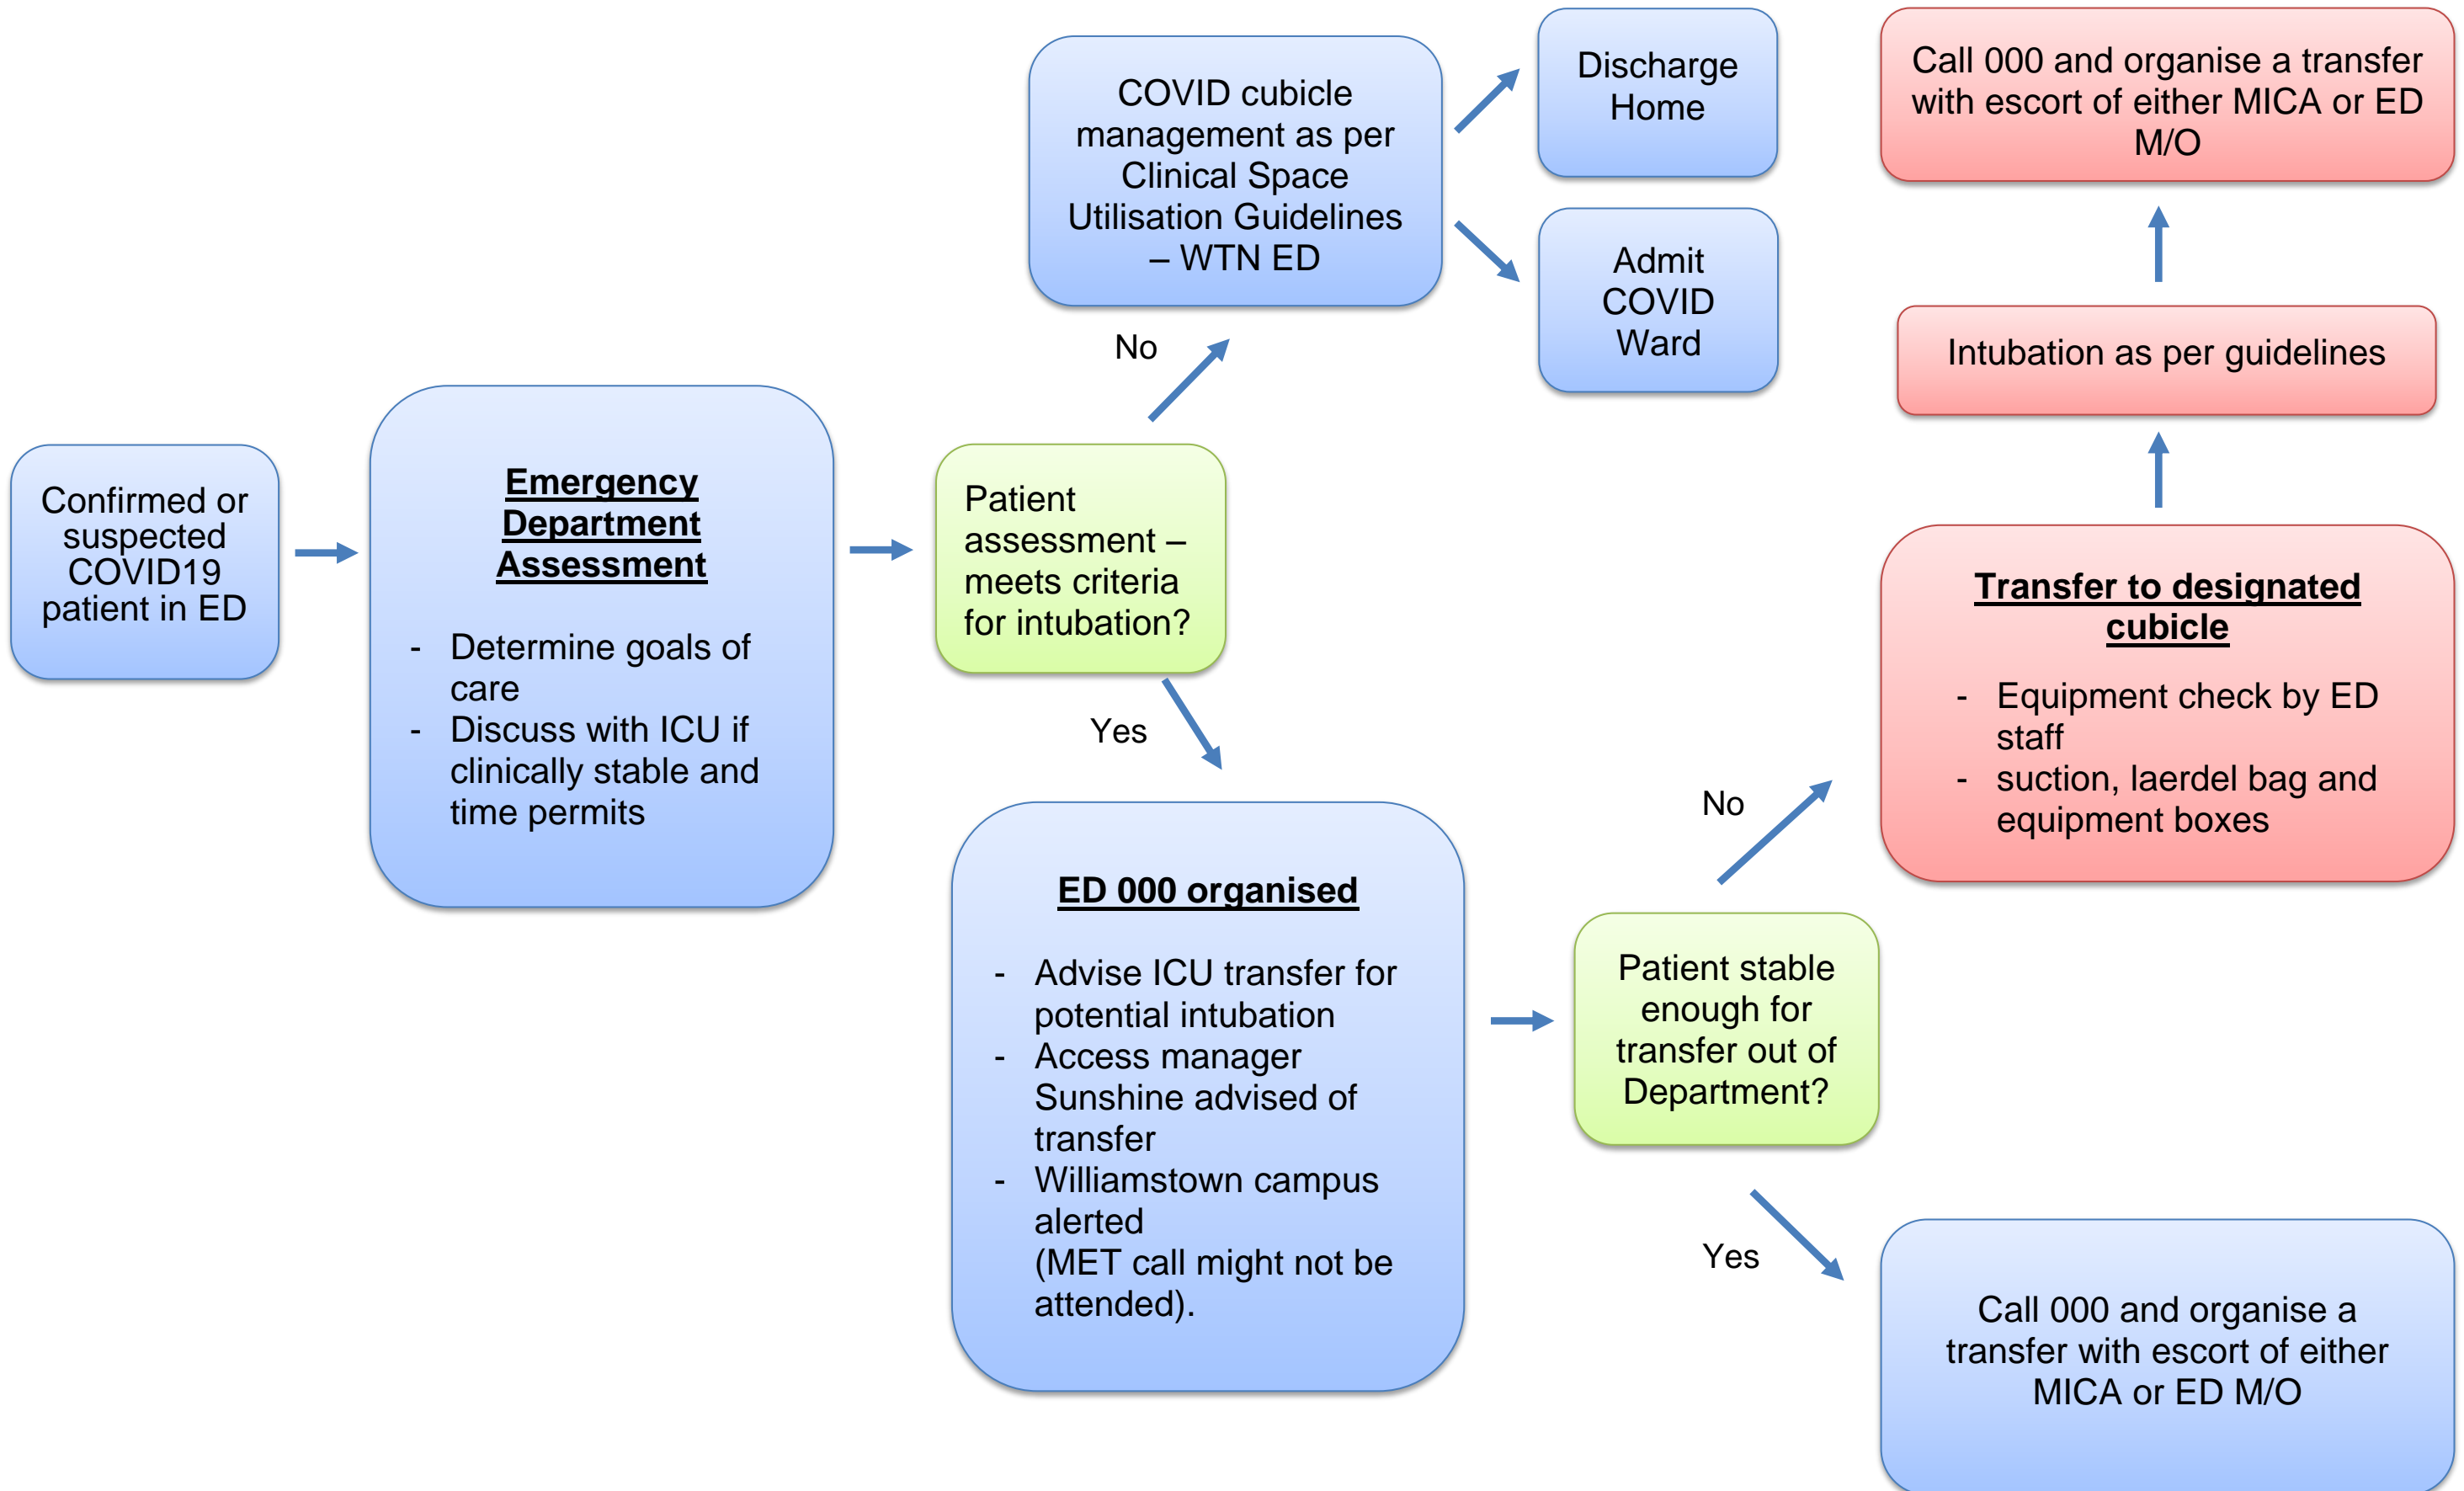 Confirmed or
suspected
COVID19
patient in ED
Emergency
Department
Assessment
- Determine goals of
care
- Discuss with ICU if
clinically stable and
time permits
Patient
assessment –
meets criteria
for intubation?
No
COVID cubicle
management as per
Clinical Space
Utilisation Guidelines
– WTN ED
Discharge
Home
Admit
COVID
Ward
Yes
ED 000 organised
- Advise ICU transfer for
potential intubation
- Access manager
Sunshine advised of
transfer
- Williamstown campus
alerted
(MET call might not be
attended).
Patient stable
enough for
transfer out of
Department?
No
Transfer to designated
cubicle
- Equipment check by ED
staff
- suction, laerdel bag and
equipment boxes
Intubation as per guidelines
Call 000 and organise a transfer
with escort of either MICA or ED
M/O
Yes
Call 000 and organise a
transfer with escort of either
MICA or ED M/O